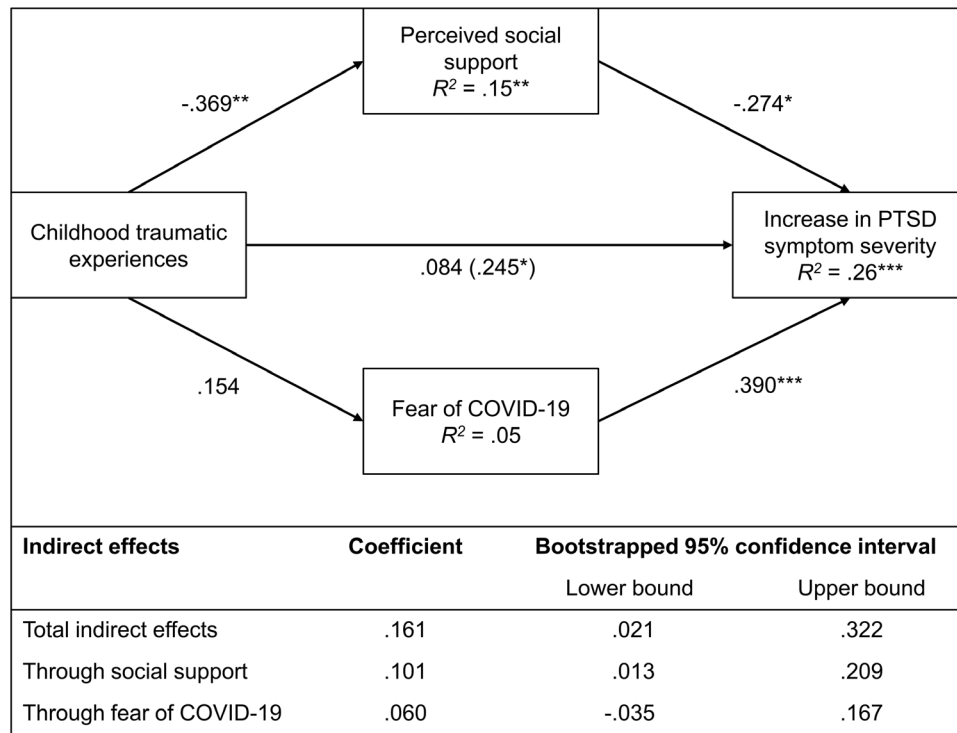 Perceived social
support
R² = .15**
-.369**
-.274*
Childhood traumatic
experiences
.084 (.245*)
Increase in PTSD
symptom severity
R² = .26***
.154
.390***
Fear of COVID-19
R² = .05
Indirect effects Coefficient Bootstrapped 95% confidence interval
Lower bound Upper bound
Total indirect effects .161 .021 .322
Through social support .101 .013 .209
Through fear of COVID-19 .060 -.035 .167